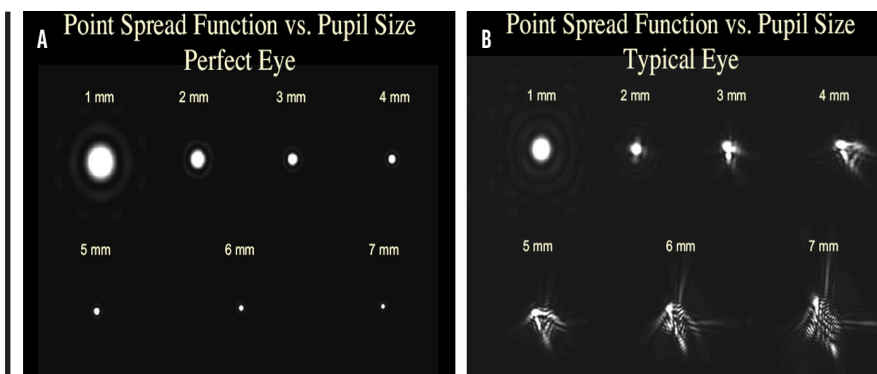 A
Point Spread Function vs. Pupil Size
Perfect Eye
1 mm 2 mm 3 mm 4 mm
5 mm 6 mm 7 mm
B
Point Spread Function vs. Pupil Size
Typical Eye
1 mm 2 mm 3 mm 4 mm
5 mm 6 mm 7 mm